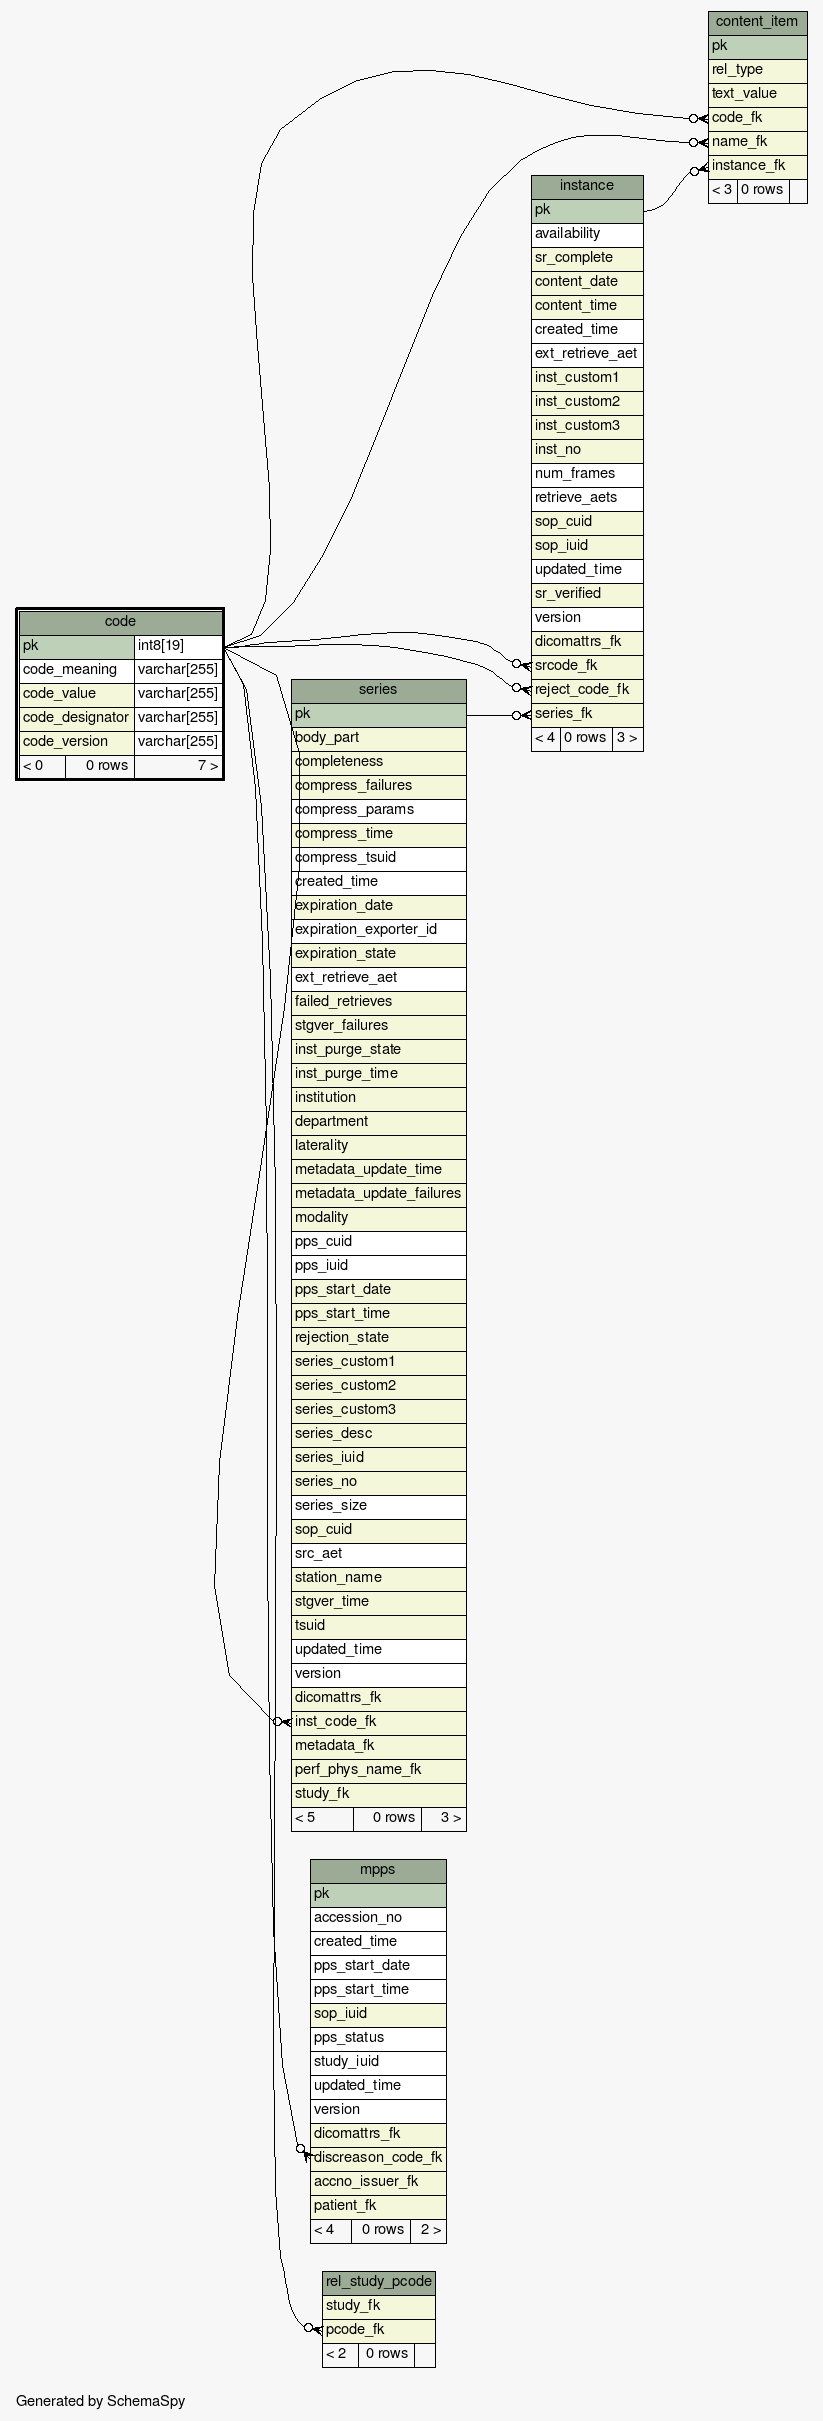 content_item
pk
rel_type
text_value
code_fk
name_fk
instance_fk
< 3 0 rows
instance
pk
availability
sr_complete
content_date
content_time
created_time
ext_retrieve_aet
inst_custom1
inst_custom2
inst_custom3
inst_no
num_frames
retrieve_aets
sop_cuid
sop_iuid
updated_time
sr_verified
version
dicomattrs_fk
srcode_fk
reject_code_fk
series_fk
< 4 0 rows 3 >
code
pk int8[19]
code_meaning varchar[255]
code_value varchar[255]
code_designator varchar[255]
code_version varchar[255]
< 0 0 rows 7 >
series
pk
body_part
completeness
compress_failures
compress_params
compress_time
compress_tsuid
created_time
expiration_date
expiration_exporter_id
expiration_state
ext_retrieve_aet
failed_retrieves
stgver_failures
inst_purge_state
inst_purge_time
institution
department
laterality
metadata_update_time
metadata_update_failures
modality
pps_cuid
pps_iuid
pps_start_date
pps_start_time
rejection_state
series_custom1
series_custom2
series_custom3
series_desc
series_iuid
series_no
series_size
sop_cuid
src_aet
station_name
stgver_time
tsuid
updated_time
version
dicomattrs_fk
inst_code_fk
metadata_fk
perf_phys_name_fk
study_fk
< 5 0 rows 3 >
mpps
pk
accession_no
created_time
pps_start_date
pps_start_time
sop_iuid
pps_status
study_iuid
updated_time
version
dicomattrs_fk
discreason_code_fk
accno_issuer_fk
patient_fk
< 4 0 rows 2 >
rel_study_pcode
study_fk
pcode_fk
< 2 0 rows
Generated by SchemaSpy